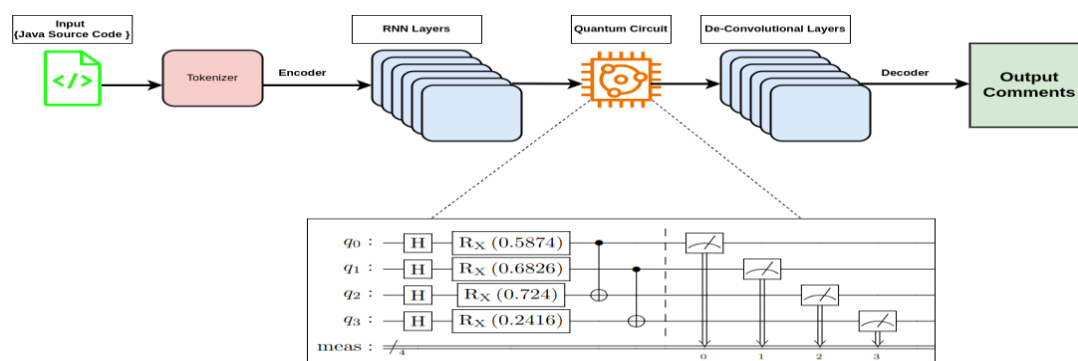 Input
{Java Source Code }
RNN Layers
Quantum Circuit
De-Convolutional Layers
</>
Tokenizer
Encoder
Decoder
Output
Comments
q0 : H RX (0.5874)
q1 : H RX (0.6826)
q2 : H RX (0.724)
q3 : H RX (0.2416)
meas : 4 0 1 2 3